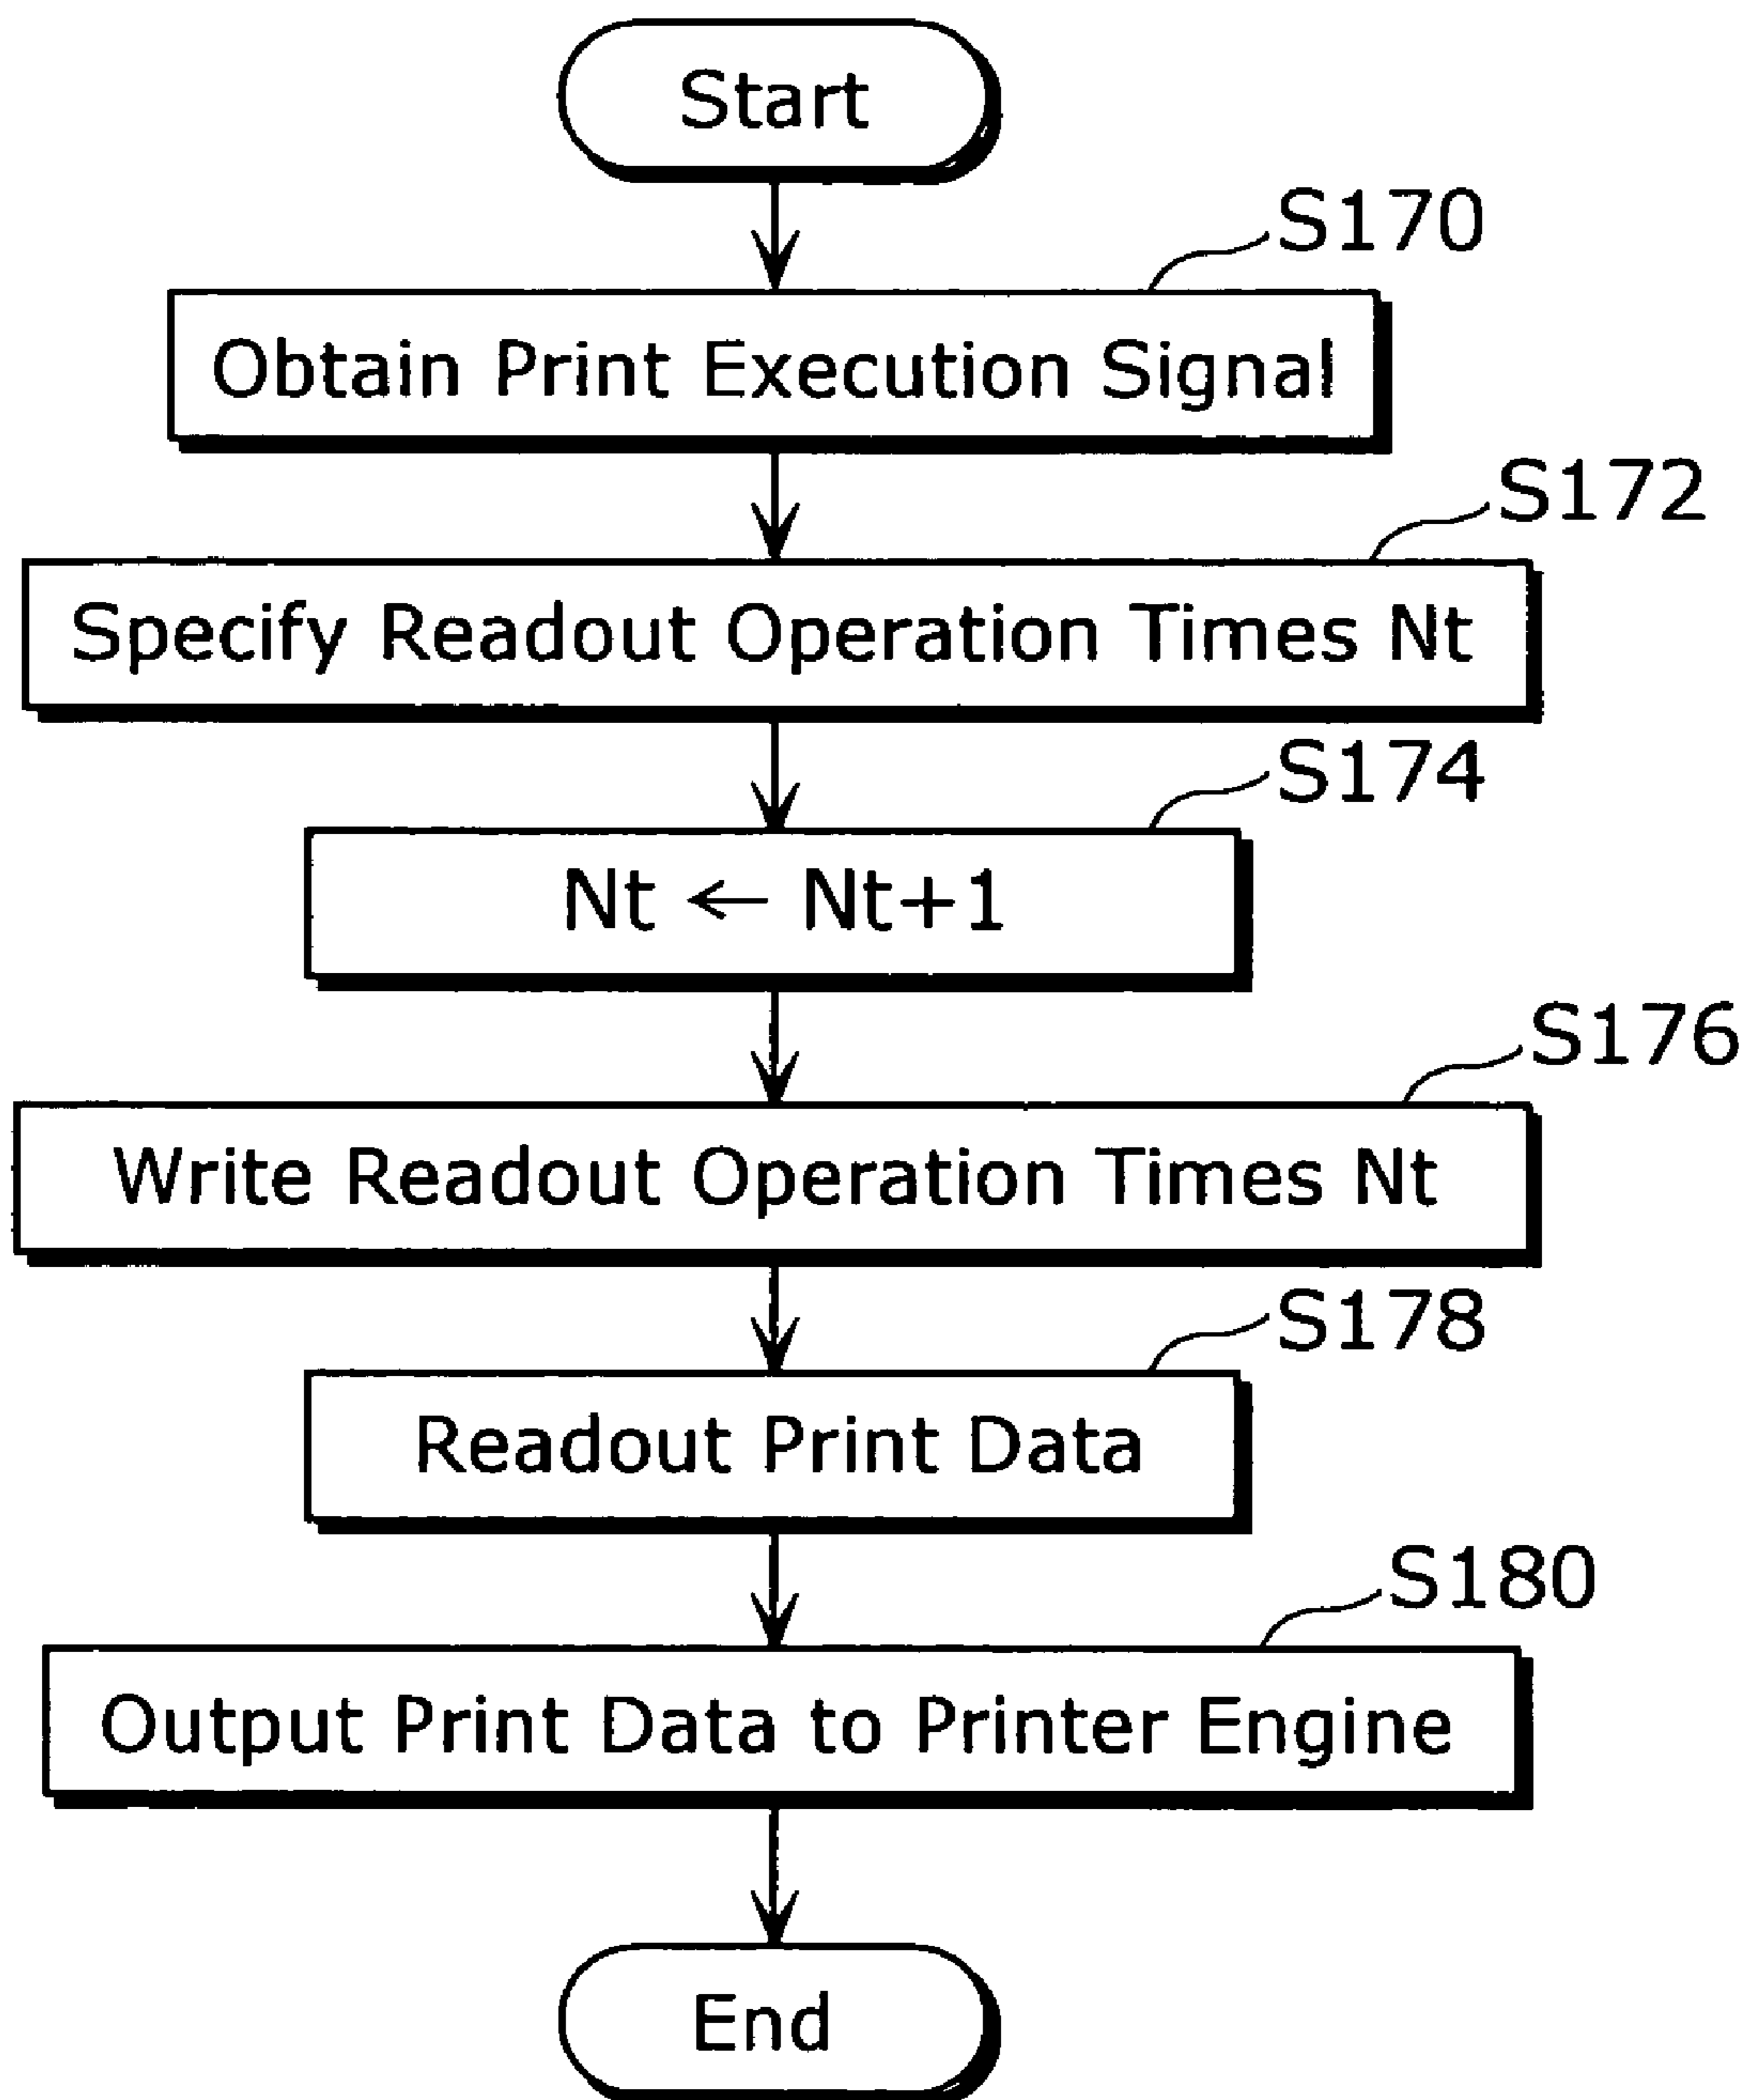 Start
S170
Obtain Print Execution Signal
S172
Specify Readout Operation Times Nt
S174
Nt ← Nt+1
S176
Write Readout Operation Times Nt
S178
Readout Print Data
S180
Output Print Data to Printer Engine
End